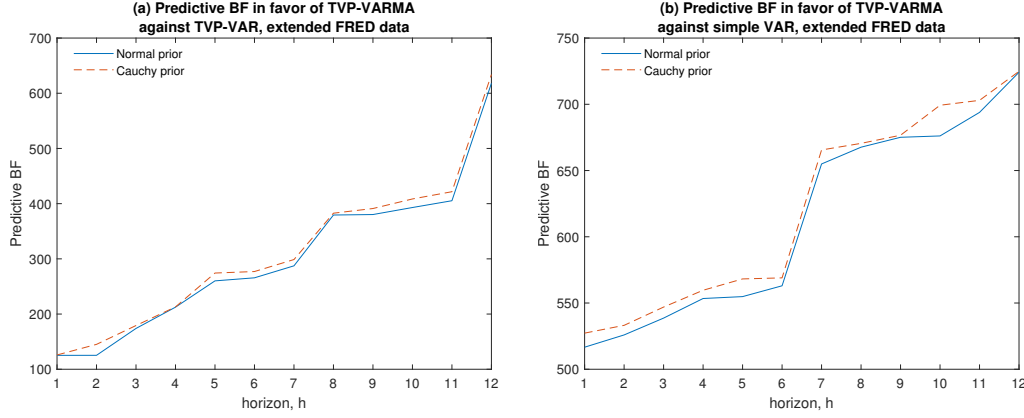 (a) Predictive BF in favor of TVP-VARMA
against TVP-VAR, extended FRED data
700
600
500
400
300
200
100
Predictive BF
Normal prior
Cauchy prior
1 2 3 4 5 6 7 8 9 10 11 12
horizon, h
(b) Predictive BF in favor of TVP-VARMA
against simple VAR, extended FRED data
750
700
650
600
550
500
Predictive BF
Normal prior
Cauchy prior
1 2 3 4 5 6 7 8 9 10 11 12
horizon, h